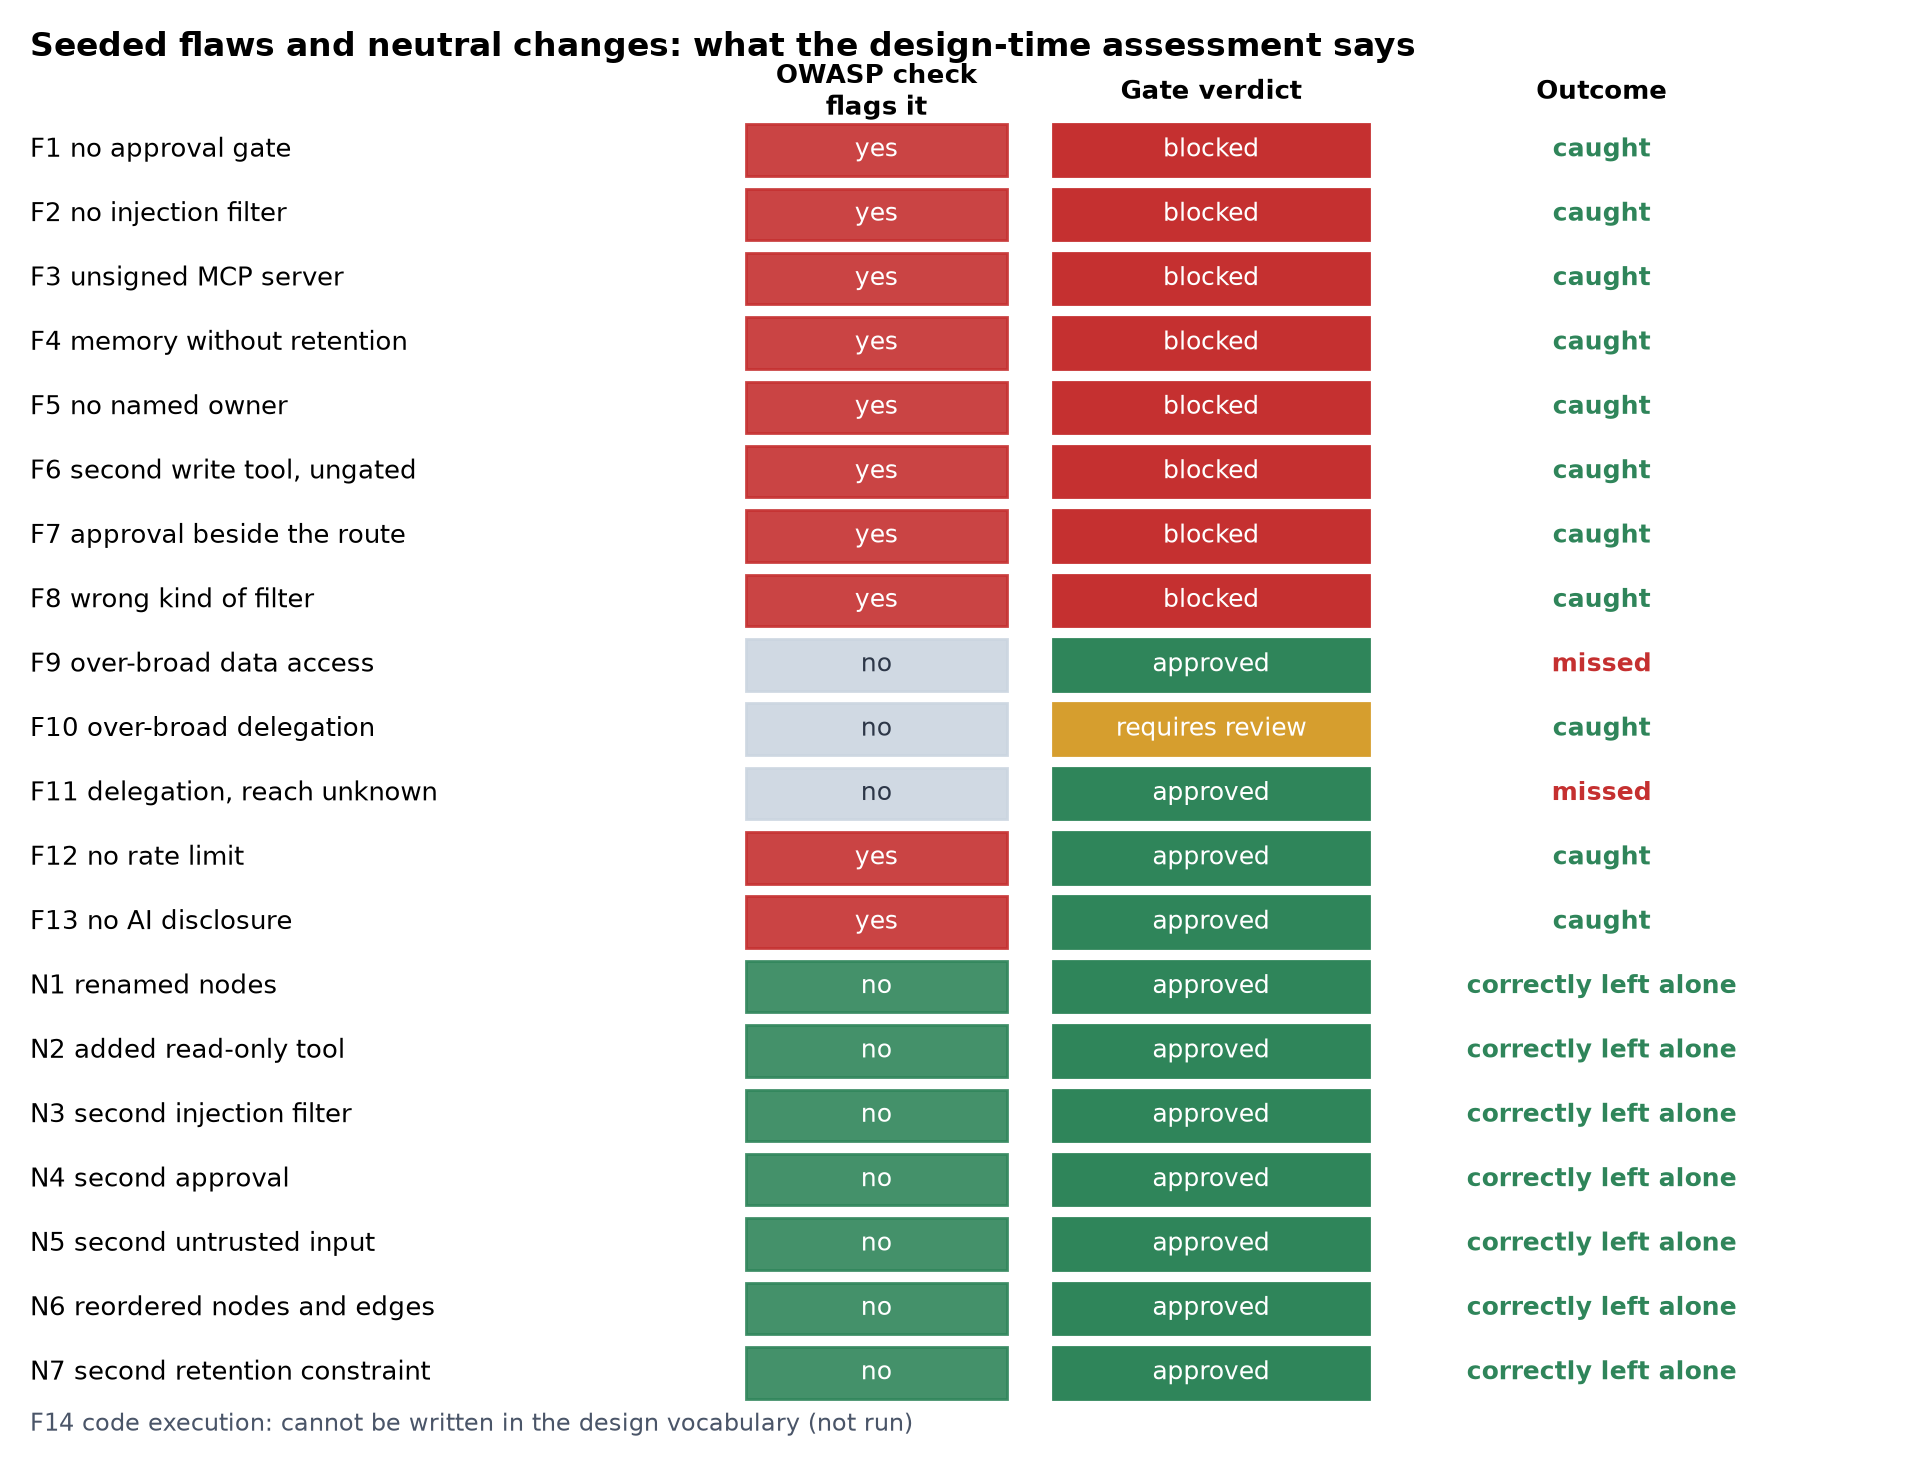 Seeded flaws and neutral changes: what the design-time assessment says
OWASP check
flags it
Gate verdict
Outcome
F1 no approval gate yes blocked caught
F2 no injection filter yes blocked caught
F3 unsigned MCP server yes blocked caught
F4 memory without retention yes blocked caught
F5 no named owner yes blocked caught
F6 second write tool, ungated yes blocked caught
F7 approval beside the route yes blocked caught
F8 wrong kind of filter yes blocked caught
F9 over-broad data access no approved missed
F10 over-broad delegation no requires review caught
F11 delegation, reach unknown no approved missed
F12 no rate limit yes approved caught
F13 no AI disclosure yes approved caught
N1 renamed nodes no approved correctly left alone
N2 added read-only tool no approved correctly left alone
N3 second injection filter no approved correctly left alone
N4 second approval no approved correctly left alone
N5 second untrusted input no approved correctly left alone
N6 reordered nodes and edges no approved correctly left alone
N7 second retention constraint no approved correctly left alone
F14 code execution: cannot be written in the design vocabulary (not run)